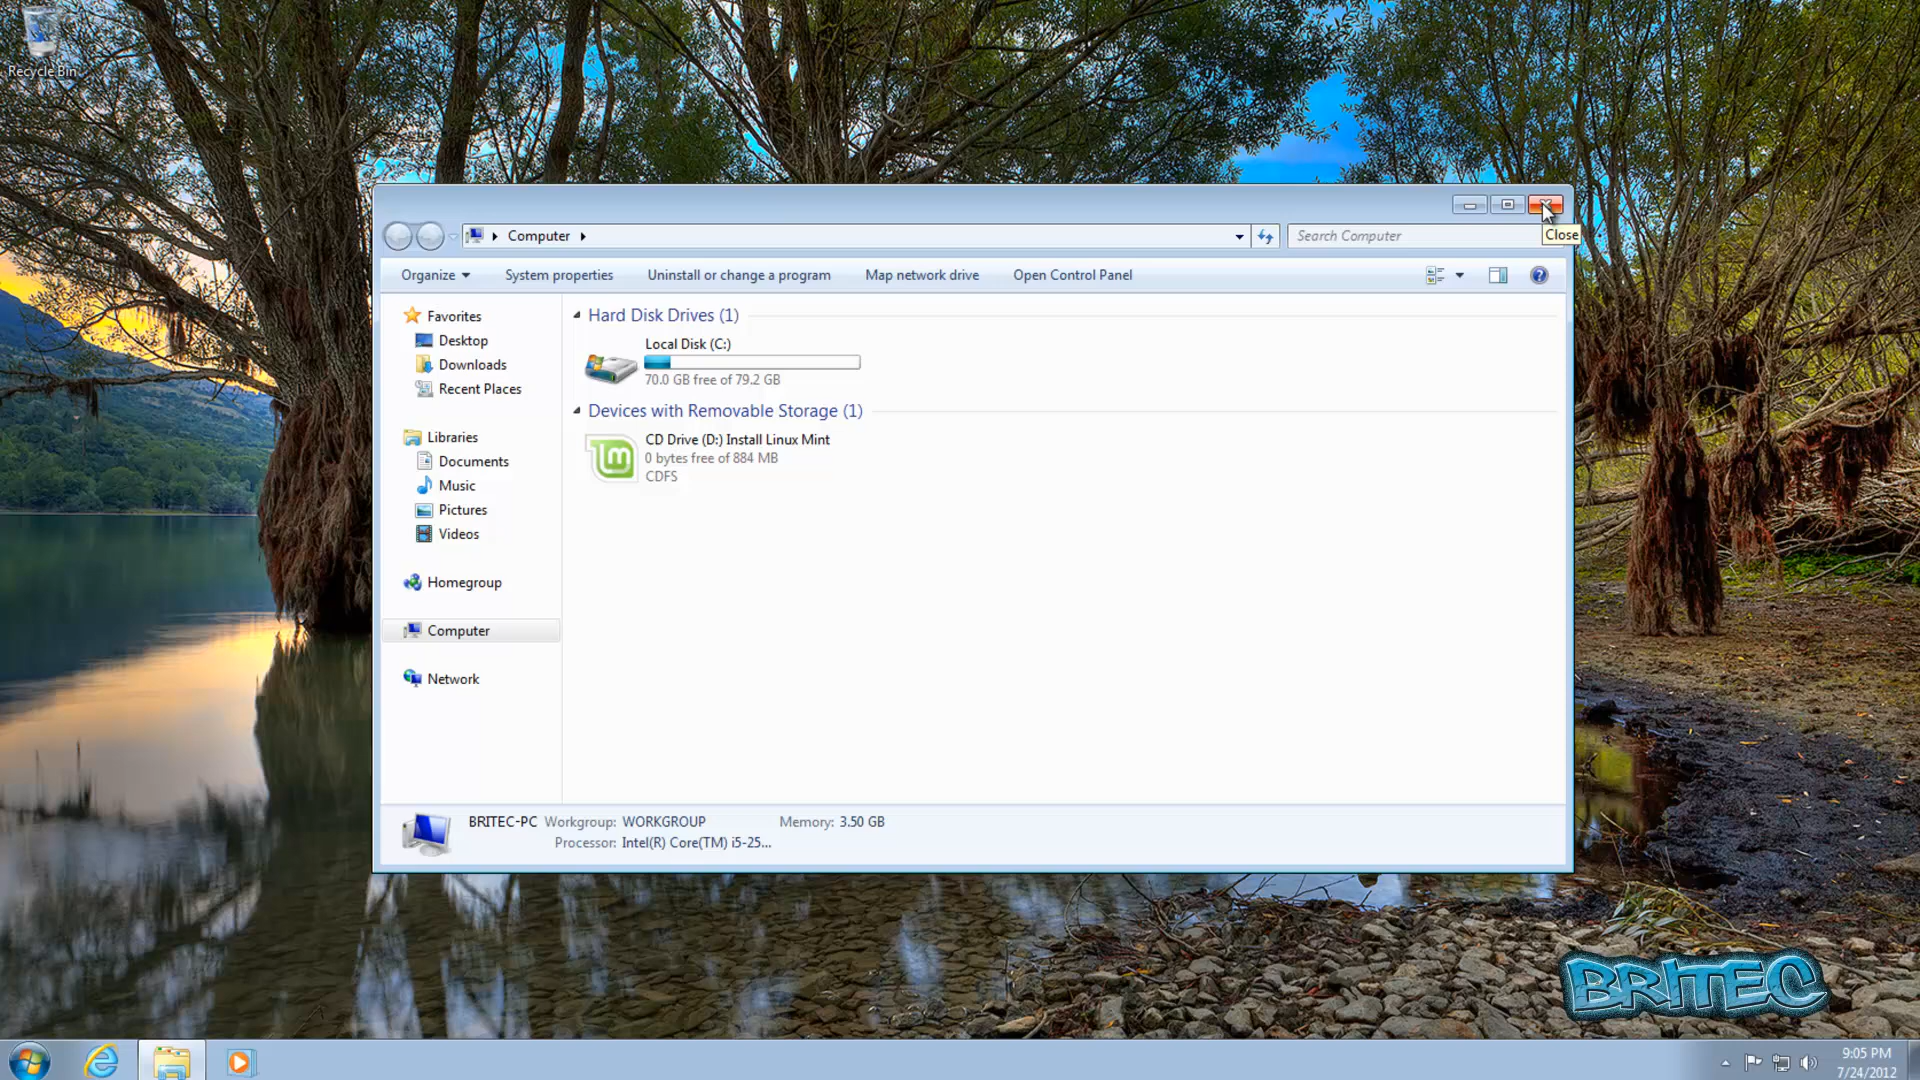 Recycle Bin
Close
Computer
Search Computer
Organize
System properties
Uninstall or change a program
Map network drive
Open Control Panel
Favorites
Desktop
Downloads
Recent Places
Libraries
Documents
Music
Pictures
Videos
Homegroup
Computer
Network
Hard Disk Drives (1)
Local Disk (C:)
70.0 GB free of 79.2 GB
Devices with Removable Storage (1)
CD Drive (D:) Install Linux Mint
0 bytes free of 884 MB
CDFS
BRITEC-PC Workgroup: WORKGROUP Memory: 3.50 GB
Processor: Intel(R) Core(TM) i5-25...
BRITEC
9:05 PM
7/24/2012